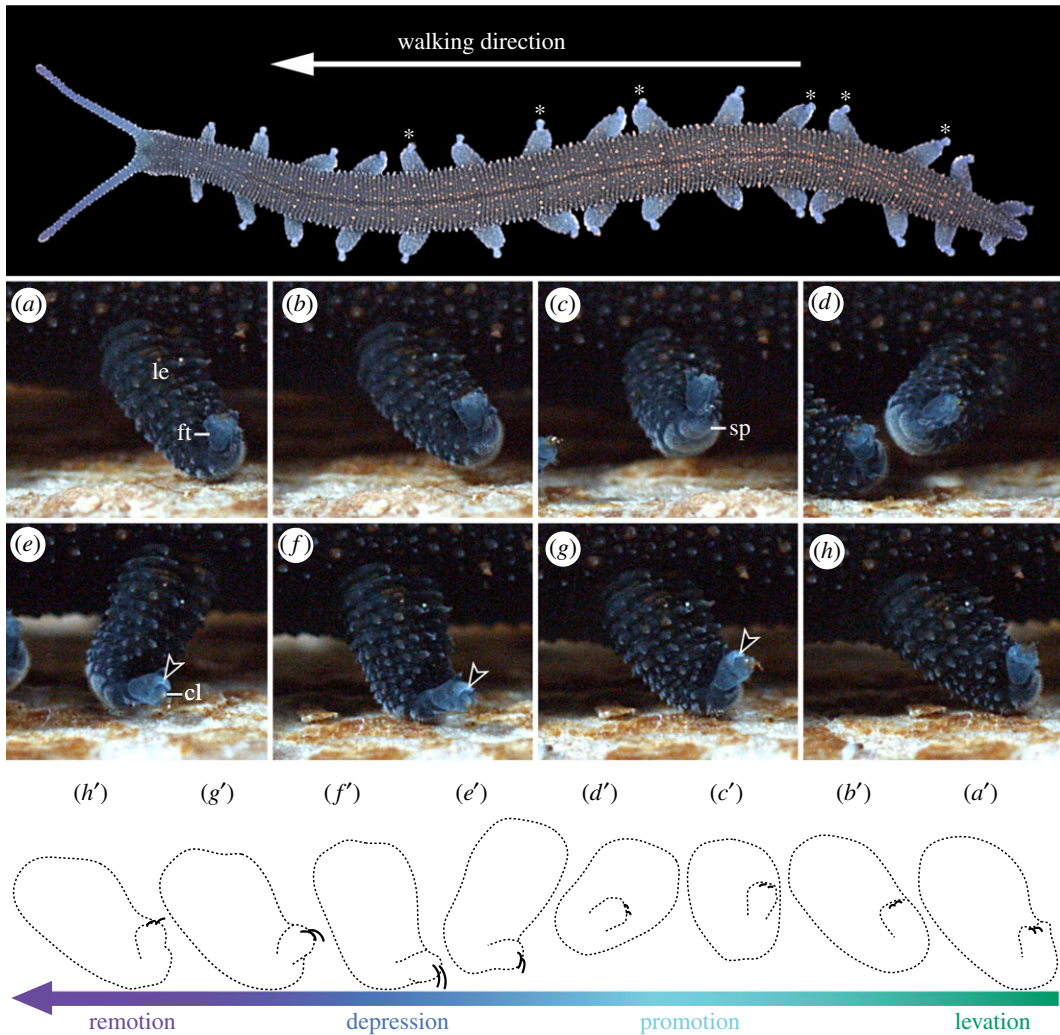 walking direction
* * * * * *
(a) (b) (c) (d)
le
ft
sp
(e) (f) (g) (h)
cl
(h′) (g′) (f′) (e′) (d′) (c′) (b′) (a′)
remotion depression promotion levation